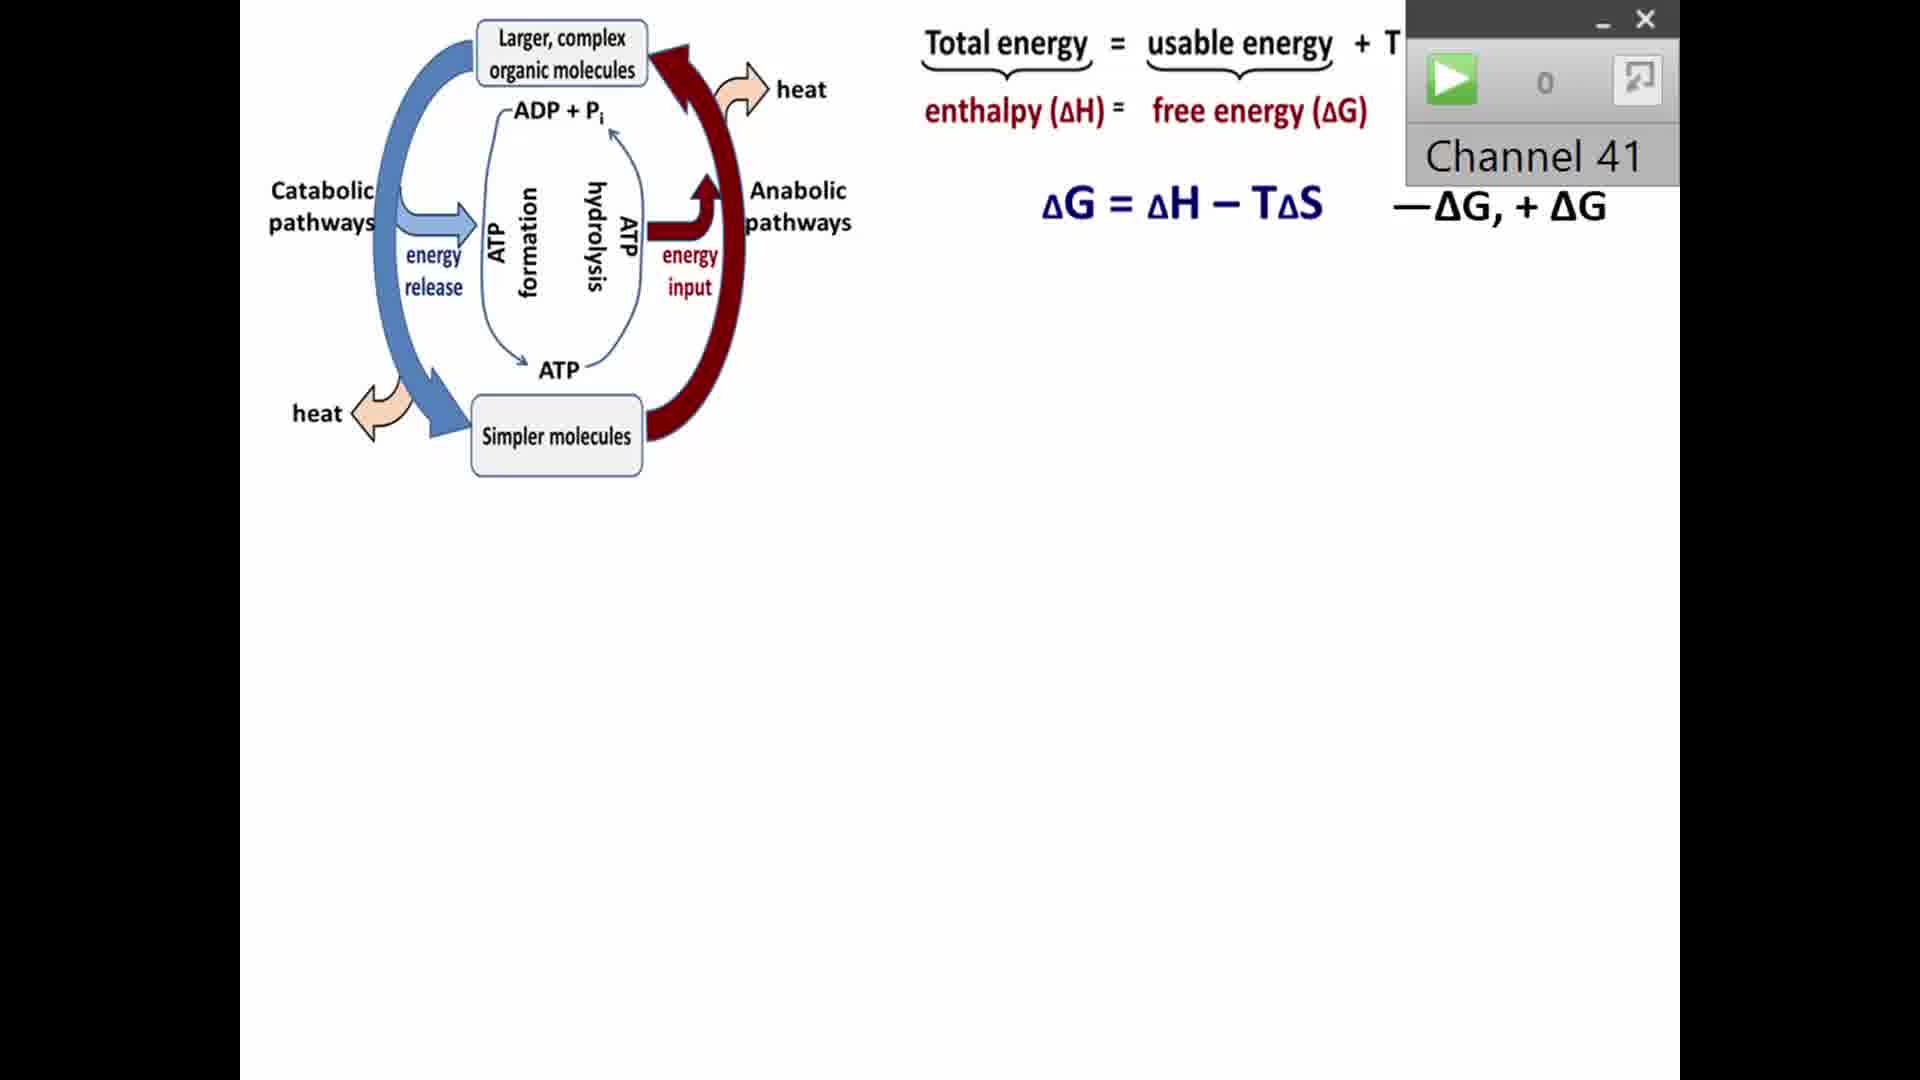 Larger, complex
organic molecules
ADP + Pi
heat
Catabolic
pathways
energy
release
ATP
formation
hydrolysis
ATP
energy
input
Anabolic
pathways
ATP
heat
Simpler molecules
Total energy = usable energy + T
enthalpy (ΔH) = free energy (ΔG)
ΔG = ΔH – TΔS
—ΔG, + ΔG
0
Channel 41